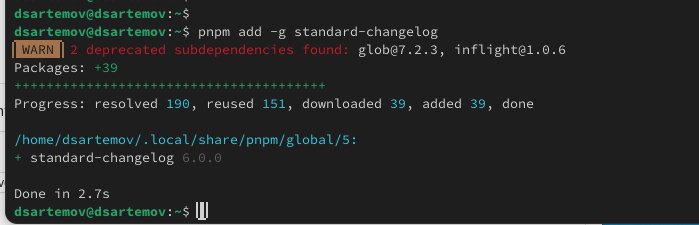 dsartemov@dsartemov:~$
dsartemov@dsartemov:~$ pnpm add -g standard-changelog
WARN 2 deprecated subdependencies found: glob@7.2.3, inflight@1.0.6
Packages: +39
+++++++++++++++++++++++++++++++++++++++
Progress: resolved 190, reused 151, downloaded 39, added 39, done
/home/dsartemov/.local/share/pnpm/global/5:
+ standard-changelog 6.0.0
Done in 2.7s
dsartemov@dsartemov:~$